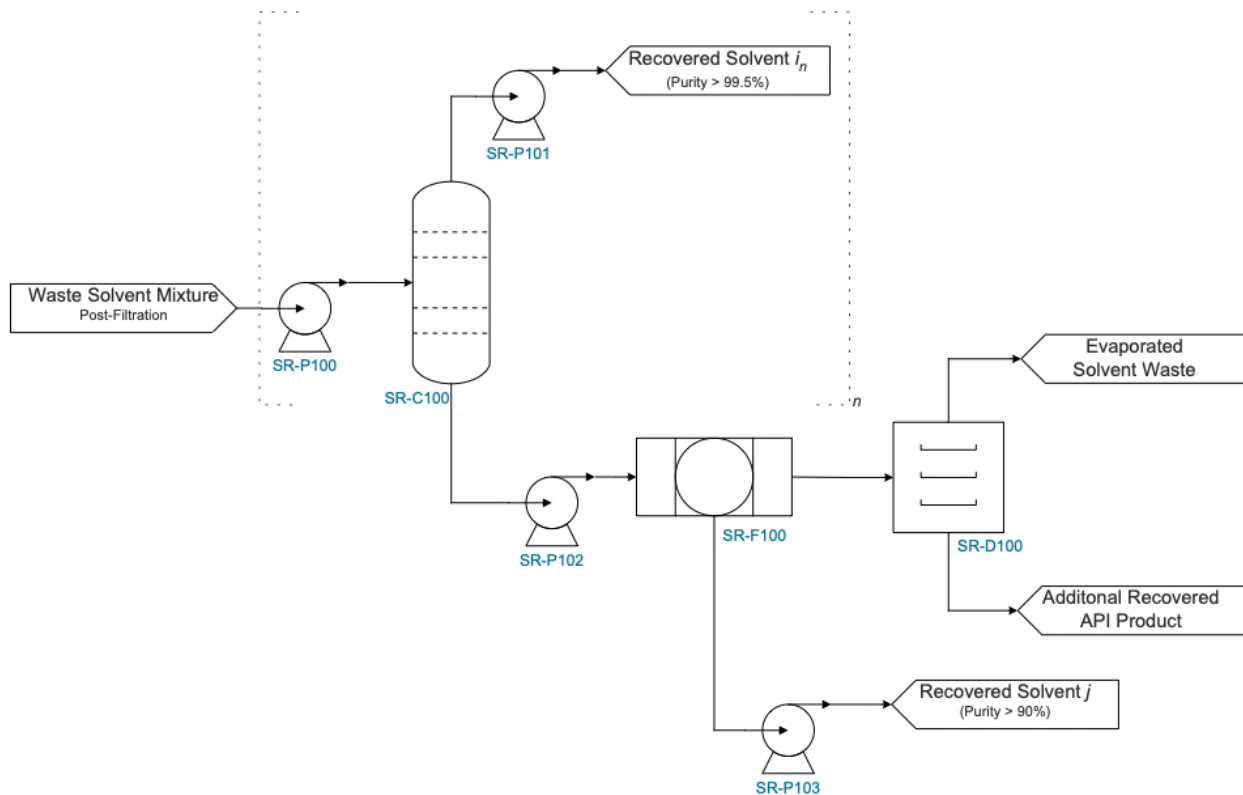 Recovered Solvent iₙ
(Purity > 99.5%)
SR-P101
Waste Solvent Mixture
Post-Filtration
SR-P100
SR-C100
n
Evaporated
Solvent Waste
SR-P102
SR-F100
SR-D100
Additonal Recovered
API Product
Recovered Solvent j
(Purity > 90%)
SR-P103